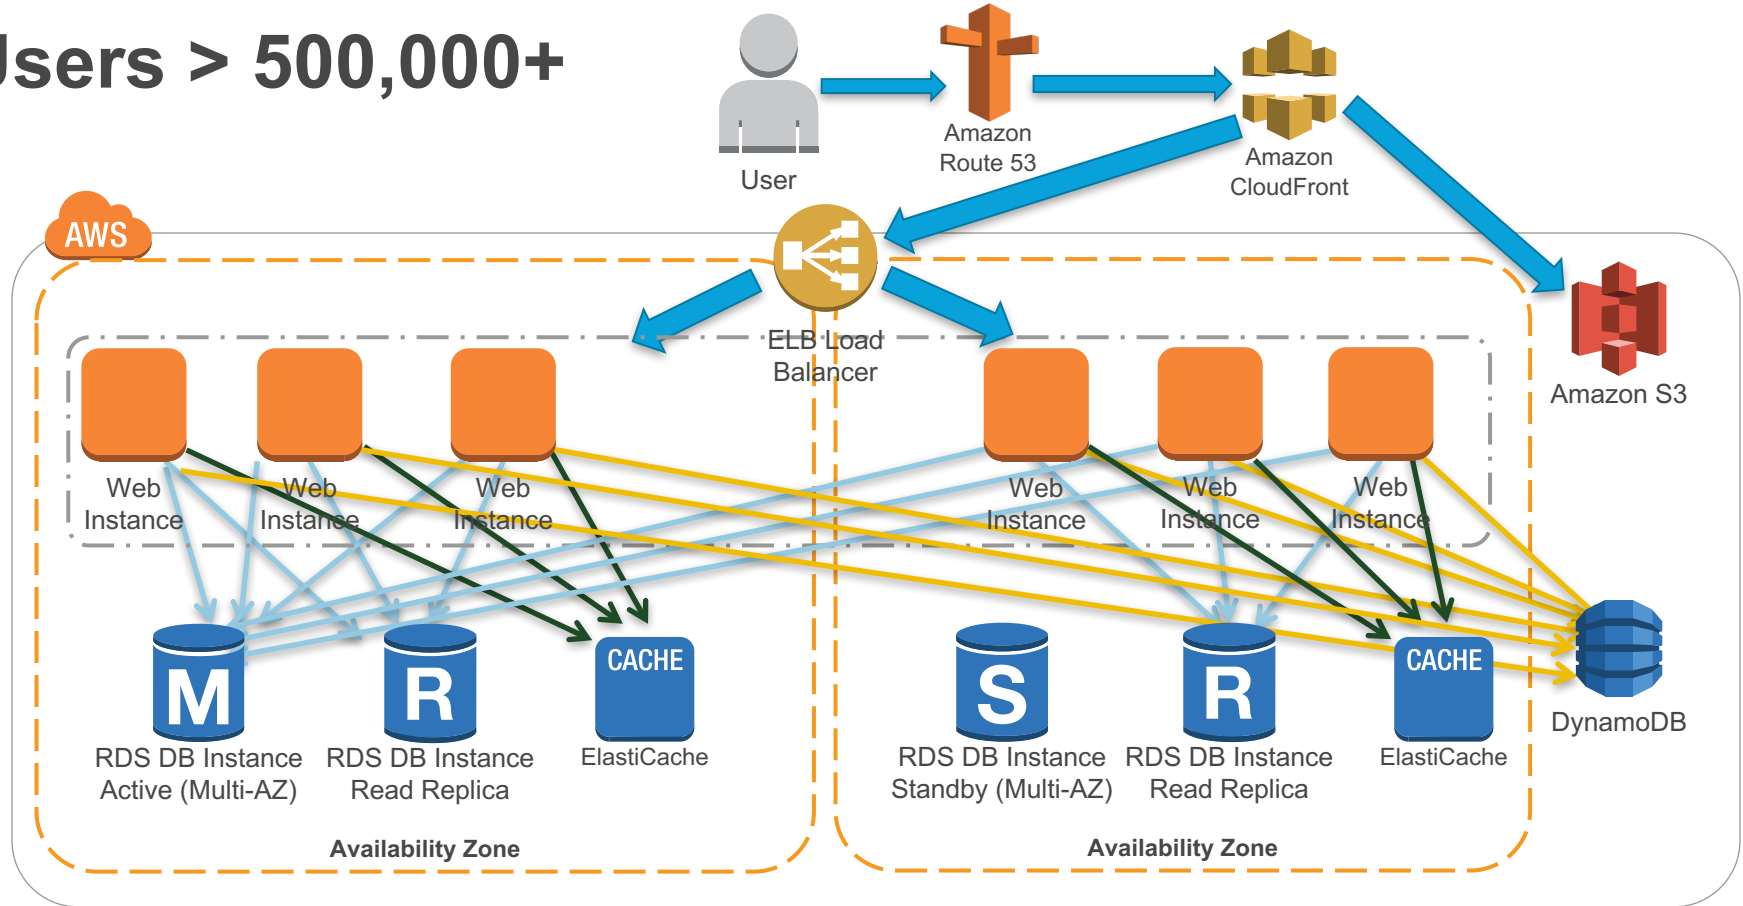 Users > 500,000+
User
Amazon
Route 53
Amazon
CloudFront
AWS
ELB Load
Balancer
Amazon S3
Web
Instance
Web
Instance
Web
Instance
Web
Instance
Web
Instance
Web
Instance
M
R
CACHE
S
R
CACHE
RDS DB Instance
Active (Multi-AZ)
RDS DB Instance
Read Replica
ElastiCache
RDS DB Instance
Standby (Multi-AZ)
RDS DB Instance
Read Replica
ElastiCache
DynamoDB
Availability Zone
Availability Zone